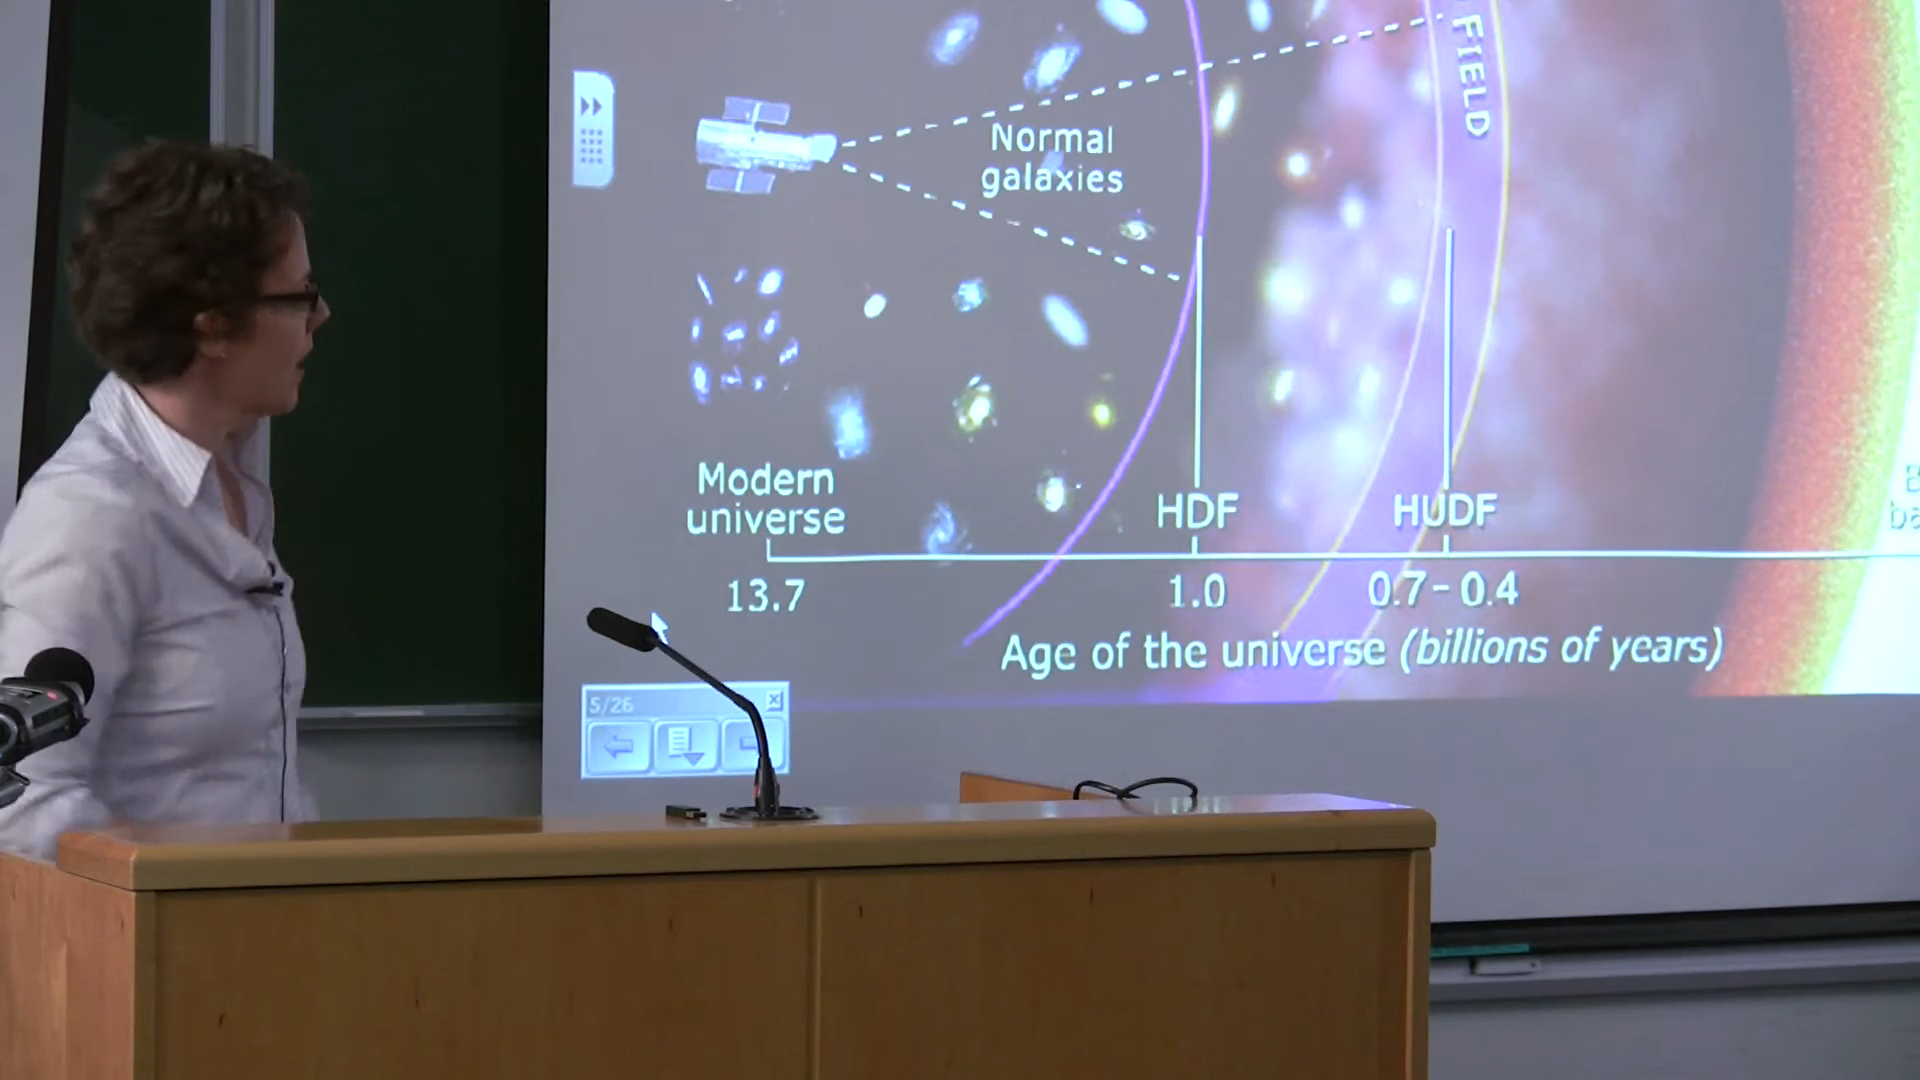 FIELD
Normal
galaxies
Modern
universe
HDF
HUDF
13.7
1.0
0.7 - 0.4
Age of the universe (billions of years)
5/26